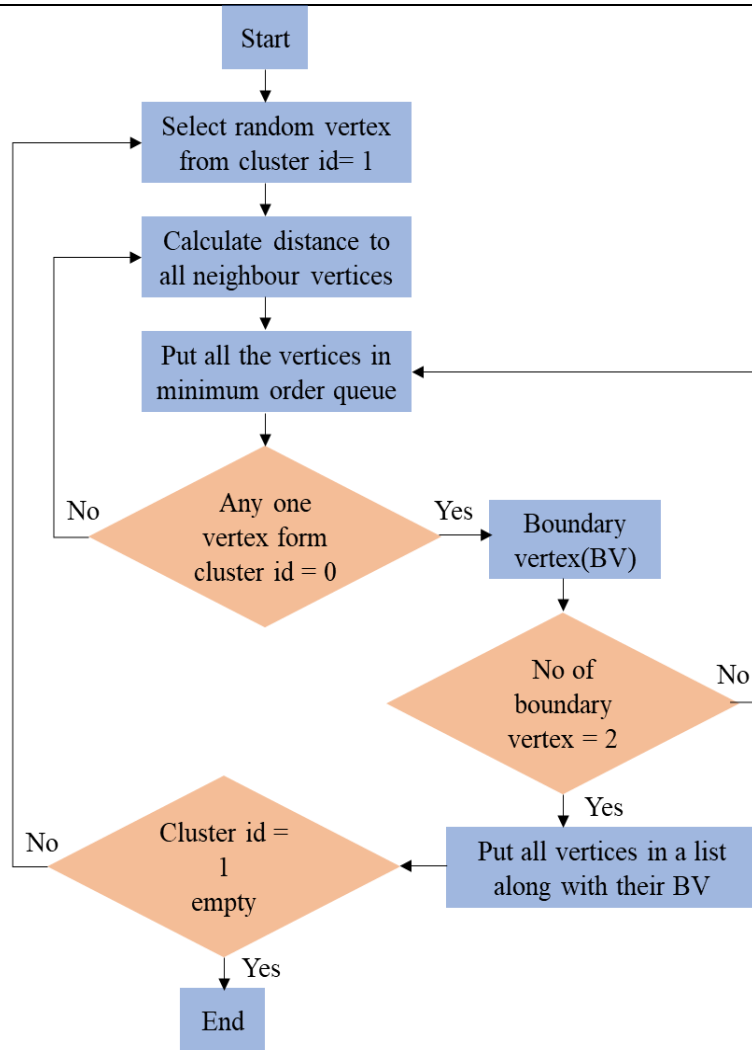 Start
Select random vertex
from cluster id= 1
Calculate distance to
all neighbour vertices
Put all the vertices in
minimum order queue
Any one
vertex form
cluster id = 0
No
Yes
Boundary
vertex(BV)
No of
boundary
vertex = 2
No
Yes
Put all vertices in a list
along with their BV
Cluster id =
1
empty
No
Yes
End